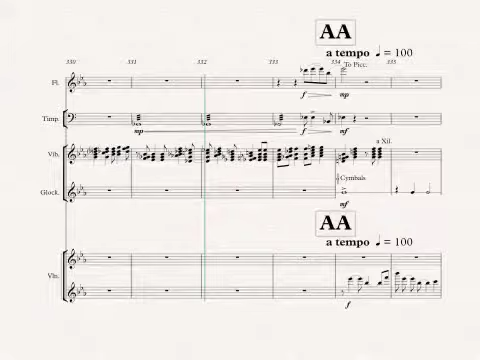 AA
a tempo ♩ = 100
330 331 332 333 334 335
To Picc.
Fl.
f mp
Timp.
mp f mf
a Xil.
Vib.
Cymbals
Glock.
mf
AA
a tempo ♩ = 100
Vln.
f